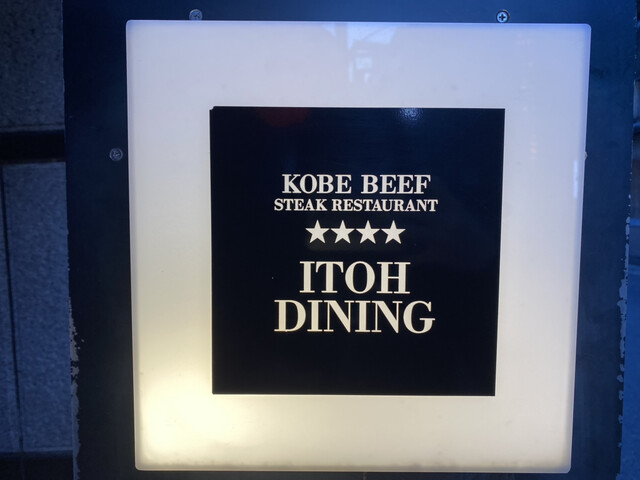 KOBE BEEF
STEAK RESTAURANT
★★★★
ITOH
DINING